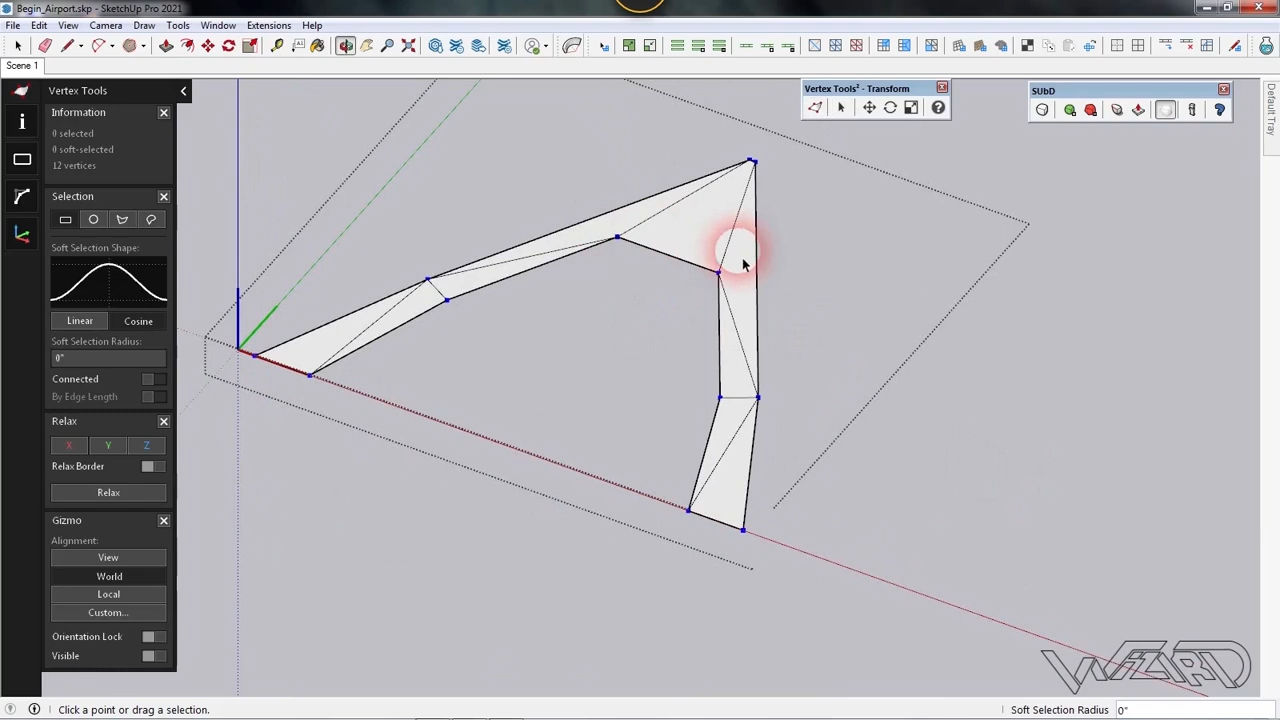 Begin_Airport.skp - SketchUp Pro 2021
File Edit View Camera Draw Tools Window Extensions Help
Scene 1
Vertex Tools
Information
0 selected
0 soft-selected
12 vertices
Selection
Soft Selection Shape:
Linear Cosine
Soft Selection Radius:
0"
Connected
By Edge Length
Relax
X Y Z
Relax Border
Relax
Gizmo
Alignment:
View
World
Local
Custom...
Orientation Lock
Visible
Vertex Tools² - Transform
SUbD
Default Tray
WIZARD
Click a point or drag a selection.
Soft Selection Radius 0"